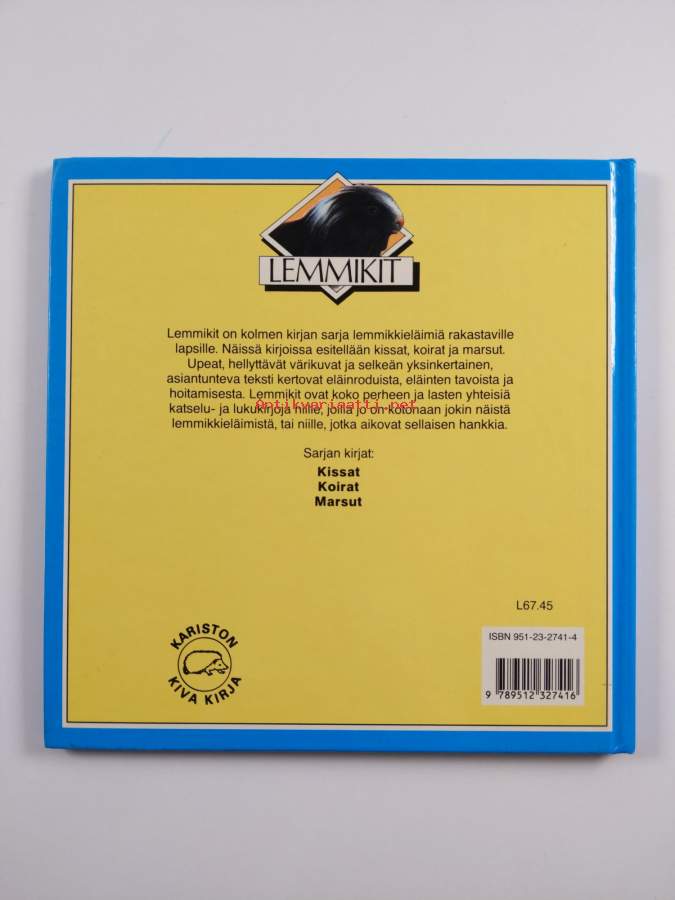 LEMMIKIT
Lemmikit on kolmen kirjan sarja lemmikkieläimiä rakastaville
lapsille. Näissä kirjoissa esitellään kissat, koirat ja marsut.
Upeat, hellyttävät värikuvat ja selkeän yksinkertainen,
asiantunteva teksti kertovat eläinroduista, eläinten tavoista ja
hoitamisesta. Lemmikit ovat koko perheen ja lasten yhteisiä
Antikvariaatti.net
katselu- ja lukukirjoja niille, joilla jo on kotonaan jokin näistä
lemmikkieläimistä, tai niille, jotka aikovat sellaisen hankkia.
Sarjan kirjat:
Kissat
Koirat
Marsut
L67.45
KARISTON
KIVA KIRJA
ISBN 951-23-2741-4
9 789512 327416